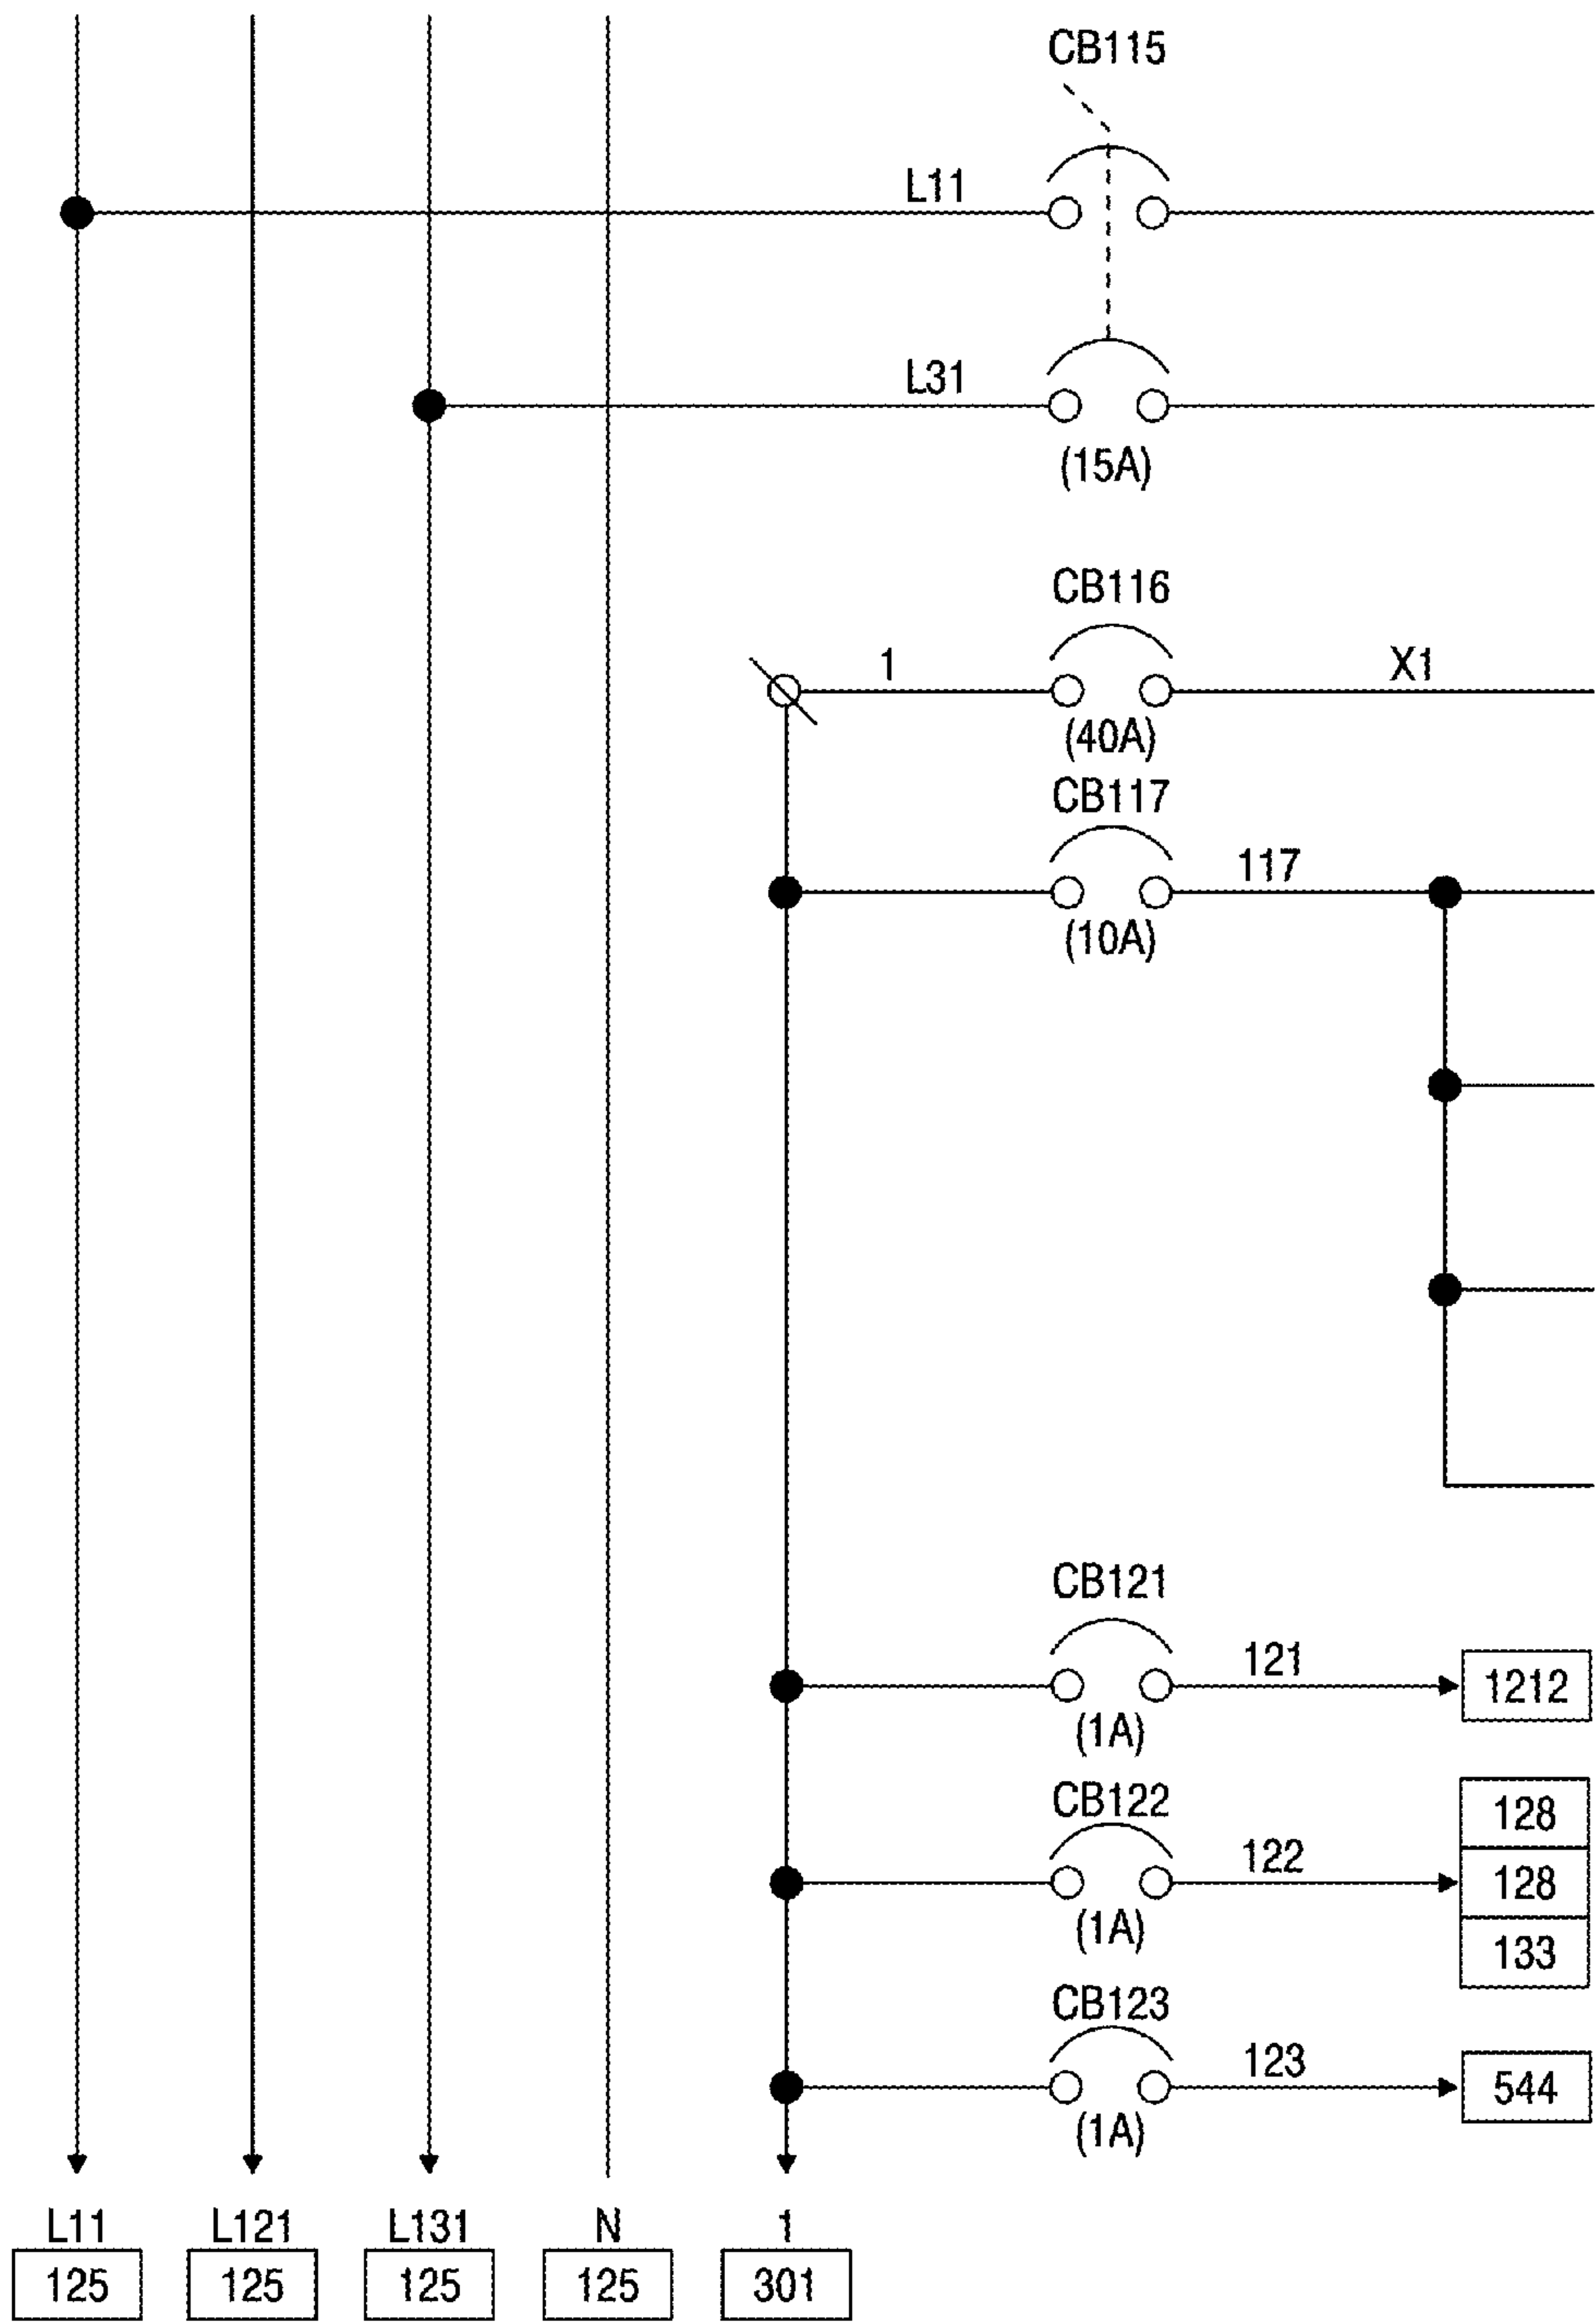 CB115
L11
L31
(15A)
CB116
1 X1
(40A)
CB117
117
(10A)
CB121
121
1212
(1A)
CB122
128
122
128
(1A)
133
CB123
123
544
(1A)
L11 L121 L131 N 1
125 125 125 125 301